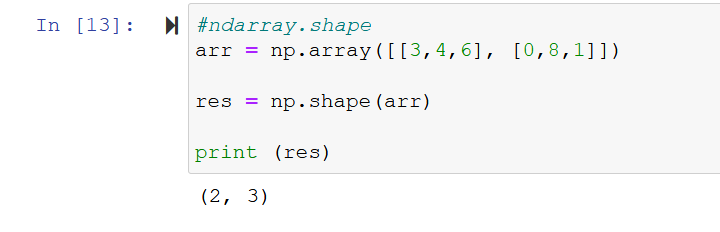 In [13]:
#ndarray.shape
arr = np.array([[3,4,6], [0,8,1]])
res = np.shape(arr)
print (res)
(2, 3)